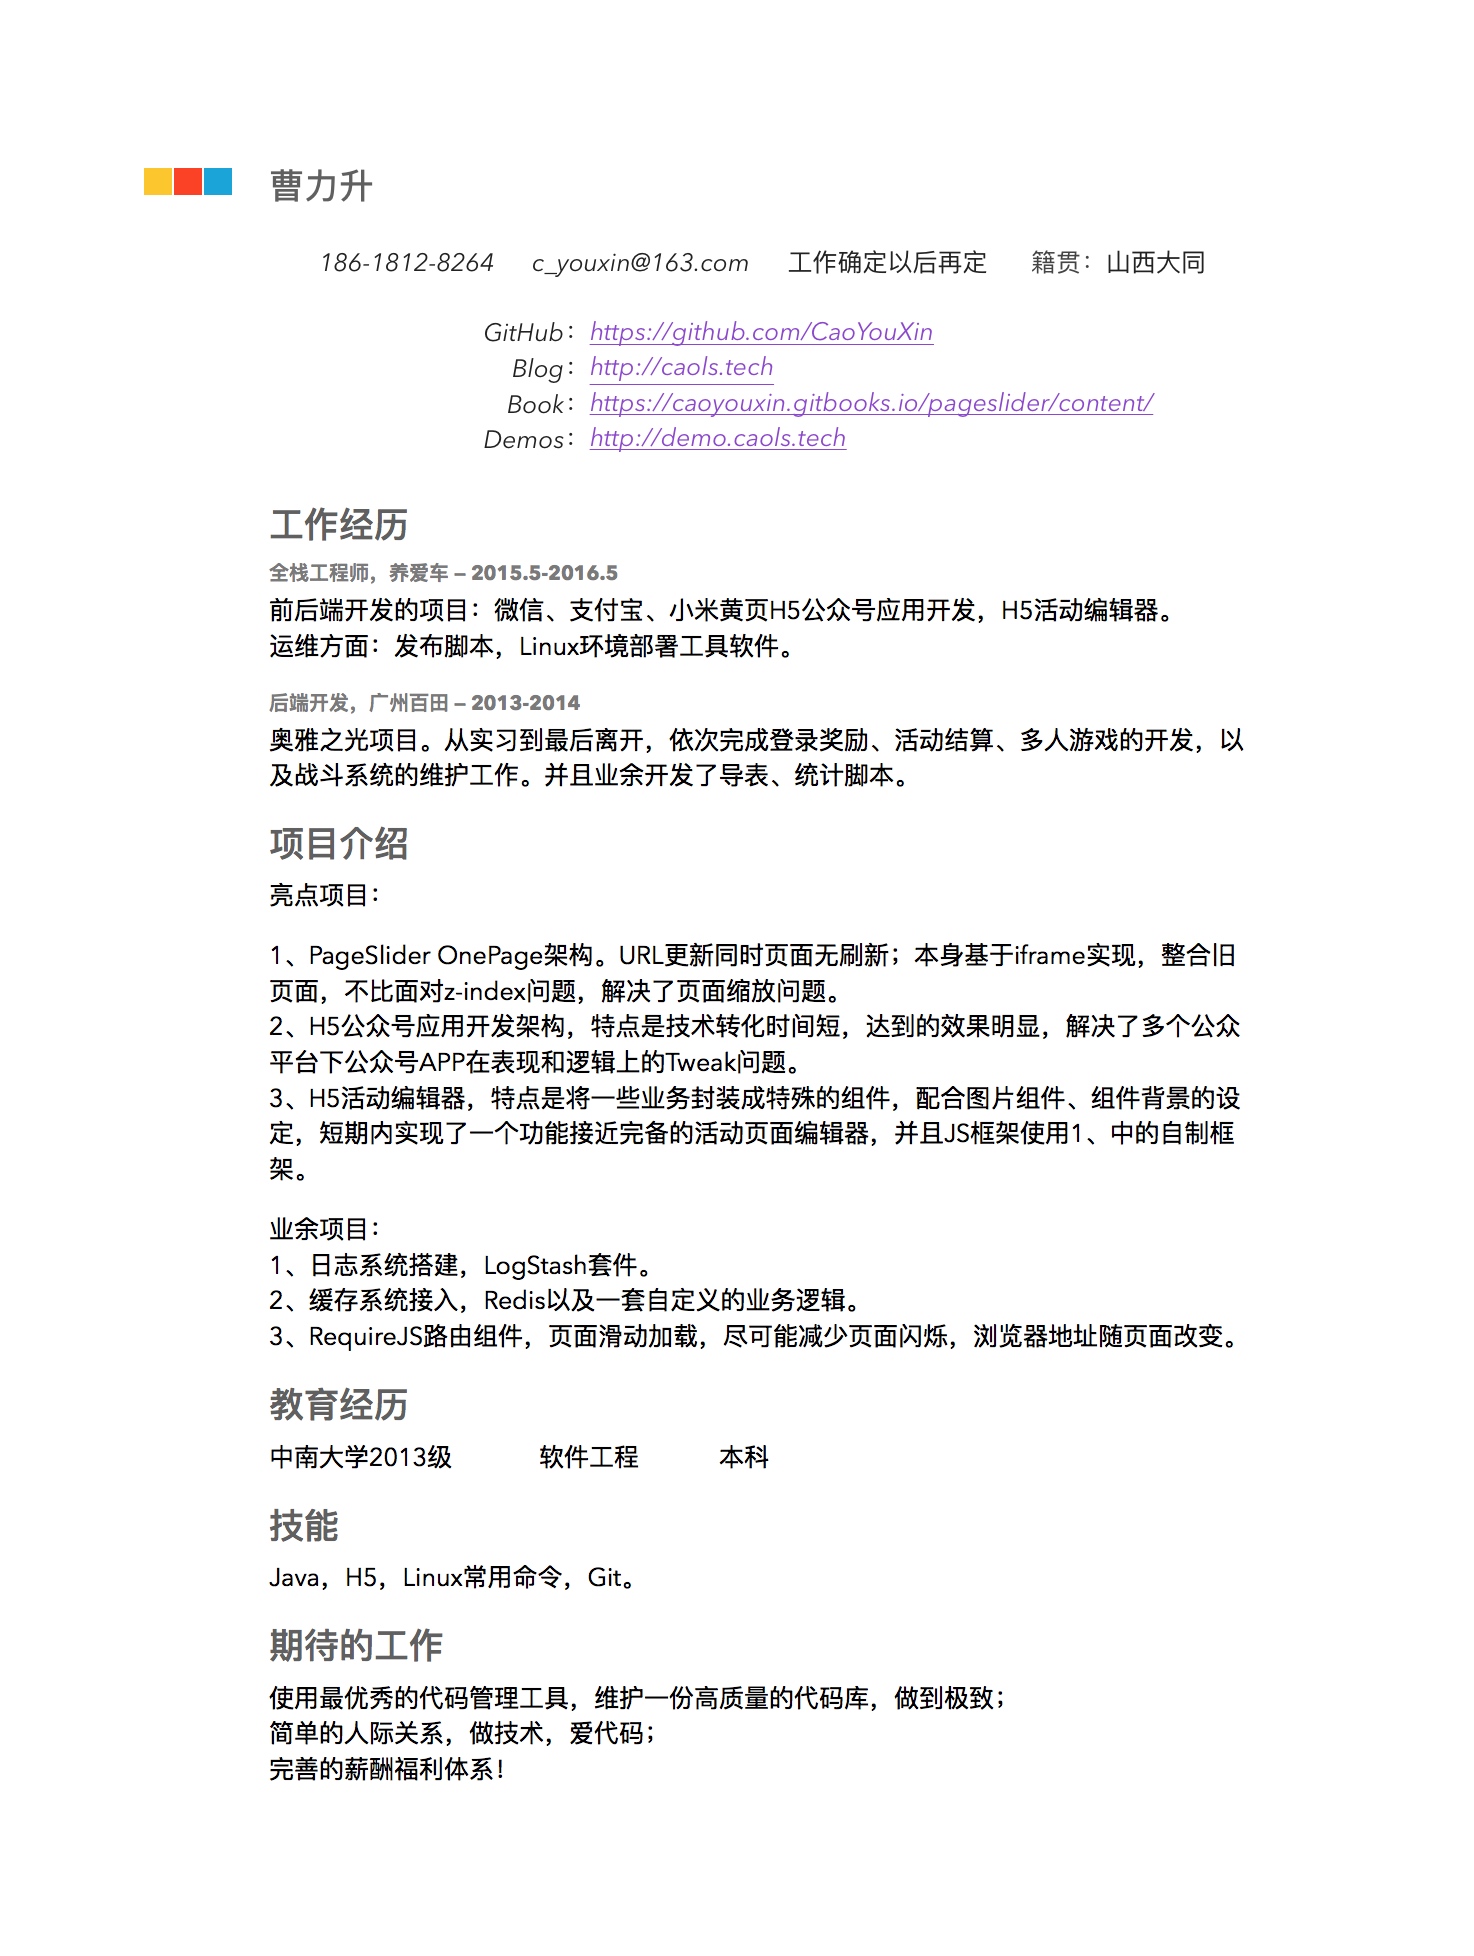 曹力升
186-1812-8264 c_youxin@163.com 工作确定以后再定 籍贯：山西大同
GitHub：https://github.com/CaoYouXin
Blog：http://caols.tech
Book：https://caoyouxin.gitbooks.io/pageslider/content/
Demos：http://demo.caols.tech
工作经历
全栈工程师，养爱车 – 2015.5-2016.5
前后端开发的项目：微信、支付宝、小米黄页H5公众号应用开发，H5活动编辑器。
运维方面：发布脚本，Linux环境部署工具软件。
后端开发，广州百田 – 2013-2014
奥雅之光项目。从实习到最后离开，依次完成登录奖励、活动结算、多人游戏的开发，以
及战斗系统的维护工作。并且业余开发了导表、统计脚本。
项目介绍
亮点项目：
1、PageSlider OnePage架构。URL更新同时页面无刷新；本身基于iframe实现，整合旧
页面，不比面对z-index问题，解决了页面缩放问题。
2、H5公众号应用开发架构，特点是技术转化时间短，达到的效果明显，解决了多个公众
平台下公众号APP在表现和逻辑上的Tweak问题。
3、H5活动编辑器，特点是将一些业务封装成特殊的组件，配合图片组件、组件背景的设
定，短期内实现了一个功能接近完备的活动页面编辑器，并且JS框架使用1、中的自制框
架。
业余项目：
1、日志系统搭建，LogStash套件。
2、缓存系统接入，Redis以及一套自定义的业务逻辑。
3、RequireJS路由组件，页面滑动加载，尽可能减少页面闪烁，浏览器地址随页面改变。
教育经历
中南大学2013级 软件工程 本科
技能
Java，H5，Linux常用命令，Git。
期待的工作
使用最优秀的代码管理工具，维护一份高质量的代码库，做到极致；
简单的人际关系，做技术，爱代码；
完善的薪酬福利体系！